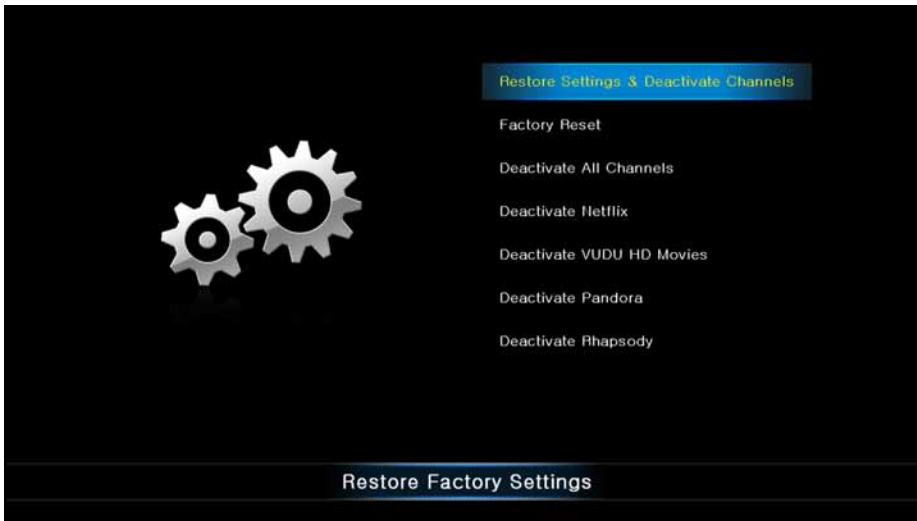 Restore Settings & Deactivate Channels
Factory Reset
Deactivate All Channels
Deactivate Netflix
Deactivate VUDU HD Movies
Deactivate Pandora
Deactivate Rhapsody
Restore Factory Settings